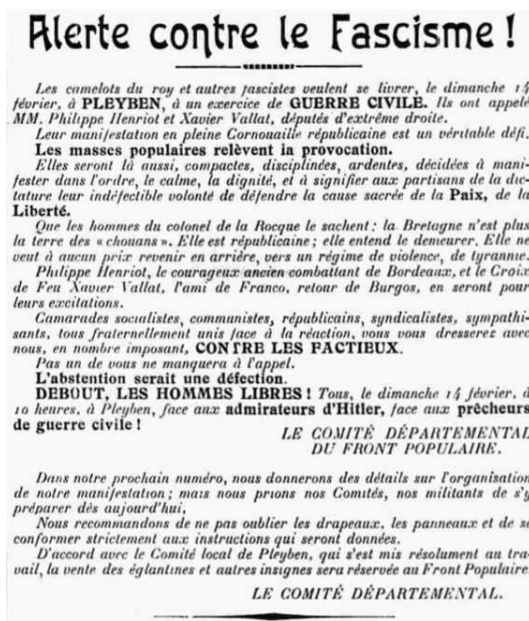 Alerte contre le Fascisme !
Les camelots du roy et autres fascistes veulent se livrer, le dimanche 14
février, à PLEYBEN, à un exercice de GUERRE CIVILE. Ils ont appelé
MM. Philippe Henriot et Xavier Vallat, députés d'extrême droite.
Leur manifestation en pleine Cornouaille républicaine est un véritable défi.
Les masses populaires relèvent la provocation.
Elles seront là aussi, compactes, disciplinées, ardentes, décidées à mani-
fester dans l'ordre, le calme, la dignité, et à signifier aux partisans de la dic-
tature leur indéfectible volonté de défendre la cause sacrée de la Paix, de la
Liberté.
Que les hommes du colonel de la Rocque le sachent : la Bretagne n'est plus
la terre des « chouans ». Elle est républicaine ; elle entend le demeurer. Elle ne
veut à aucun prix revenir en arrière, vers un régime de violence, de tyrannie.
Philippe Henriot, le courageux ancien combattant de Bordeaux, et le Croix
de Feu Xavier Vallat, l'ami de Franco, retour de Burgos, en seront pour
leurs excitations.
Camarades socialistes, communistes, républicains, syndicalistes, sympathi-
sants, tous fraternellement unis face à la réaction, vous vous dresserez avec
nous, en nombre imposant, CONTRE LES FACTIEUX.
Pas un de vous ne manquera à l'appel.
L'abstention serait une défection.
DEBOUT, LES HOMMES LIBRES ! Tous, le dimanche 14 février, à
10 heures, à Pleyben, face aux admirateurs d'Hitler, face aux prêcheurs
de guerre civile !
LE COMITÉ DÉPARTEMENTAL
DU FRONT POPULAIRE.
Dans notre prochain numéro, nous donnerons des détails sur l'organisation
de notre manifestation ; mais nous prions nos Comités, nos militants de s'y
préparer dès aujourd'hui,
Nous recommandons de ne pas oublier les drapeaux, les panneaux et de se
conformer strictement aux instructions qui seront données.
D'accord avec le Comité local de Pleyben, qui s'est mis résolument au tra-
vail, la vente des églantines et autres insignes sera réservée au Front Populaire.
LE COMITÉ DÉPARTEMENTAL.